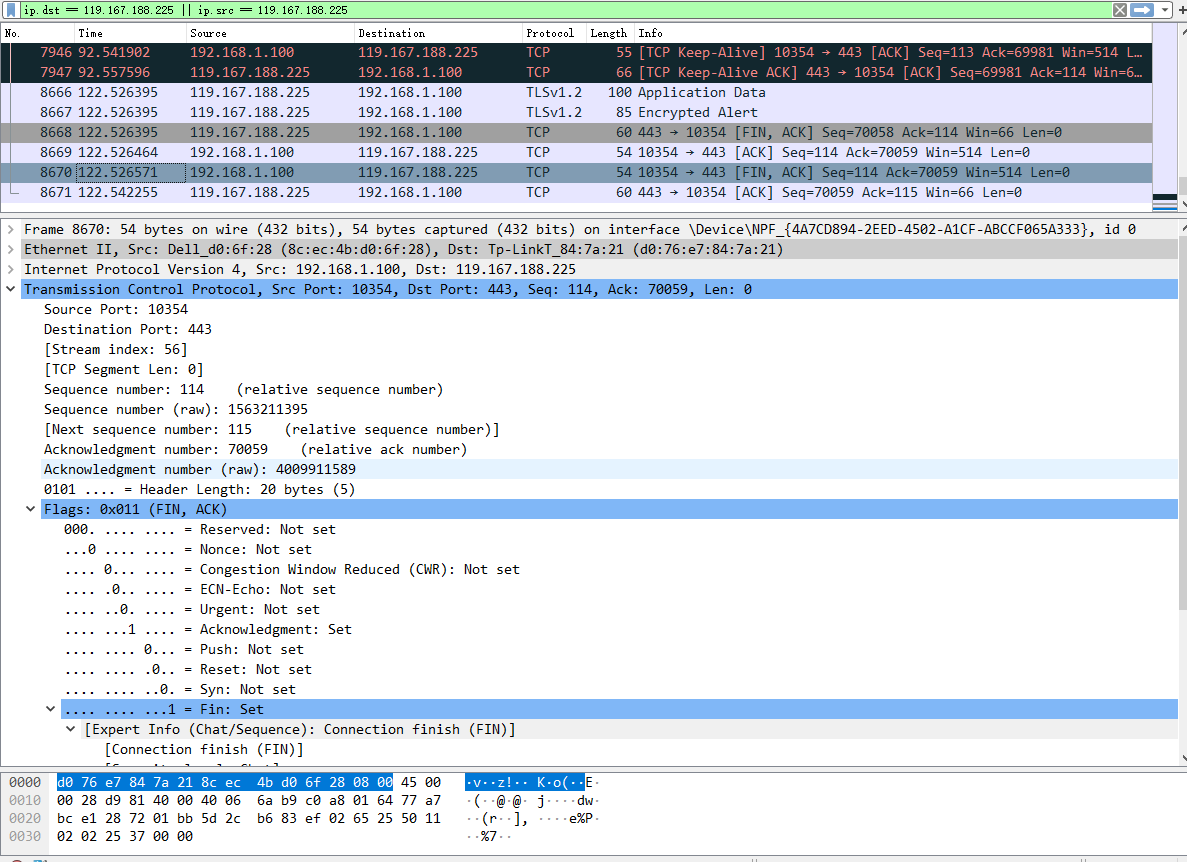 ip.dst == 119.167.188.225 || ip.src == 119.167.188.225
No. Time Source Destination Protocol Length Info
7946 92.541902 192.168.1.100 119.167.188.225 TCP 55 [TCP Keep-Alive] 10354 → 443 [ACK] Seq=113 Ack=69981 Win=514 L…
7947 92.557596 119.167.188.225 192.168.1.100 TCP 66 [TCP Keep-Alive ACK] 443 → 10354 [ACK] Seq=69981 Ack=114 Win=6…
8666 122.526395 119.167.188.225 192.168.1.100 TLSv1.2 100 Application Data
8667 122.526395 119.167.188.225 192.168.1.100 TLSv1.2 85 Encrypted Alert
8668 122.526395 119.167.188.225 192.168.1.100 TCP 60 443 → 10354 [FIN, ACK] Seq=70058 Ack=114 Win=66 Len=0
8669 122.526464 192.168.1.100 119.167.188.225 TCP 54 10354 → 443 [ACK] Seq=114 Ack=70059 Win=514 Len=0
8670 122.526571 192.168.1.100 119.167.188.225 TCP 54 10354 → 443 [FIN, ACK] Seq=114 Ack=70059 Win=514 Len=0
8671 122.542255 119.167.188.225 192.168.1.100 TCP 60 443 → 10354 [ACK] Seq=70059 Ack=115 Win=66 Len=0
Frame 8670: 54 bytes on wire (432 bits), 54 bytes captured (432 bits) on interface \Device\NPF_{4A7CD894-2EED-4502-A1CF-ABCCF065A333}, id 0
Ethernet II, Src: Dell_d0:6f:28 (8c:ec:4b:d0:6f:28), Dst: Tp-LinkT_84:7a:21 (d0:76:e7:84:7a:21)
Internet Protocol Version 4, Src: 192.168.1.100, Dst: 119.167.188.225
Transmission Control Protocol, Src Port: 10354, Dst Port: 443, Seq: 114, Ack: 70059, Len: 0
Source Port: 10354
Destination Port: 443
[Stream index: 56]
[TCP Segment Len: 0]
Sequence number: 114 (relative sequence number)
Sequence number (raw): 1563211395
[Next sequence number: 115 (relative sequence number)]
Acknowledgment number: 70059 (relative ack number)
Acknowledgment number (raw): 4009911589
0101 .... = Header Length: 20 bytes (5)
Flags: 0x011 (FIN, ACK)
000. .... .... = Reserved: Not set
...0 .... .... = Nonce: Not set
.... 0... .... = Congestion Window Reduced (CWR): Not set
.... .0.. .... = ECN-Echo: Not set
.... ..0. .... = Urgent: Not set
.... ...1 .... = Acknowledgment: Set
.... .... 0... = Push: Not set
.... .... .0.. = Reset: Not set
.... .... ..0. = Syn: Not set
.... .... ...1 = Fin: Set
[Expert Info (Chat/Sequence): Connection finish (FIN)]
[Connection finish (FIN)]
0000 d0 76 e7 84 7a 21 8c ec 4b d0 6f 28 08 00 45 00 ·v··z!·· K·o(··E·
0010 00 28 d9 81 40 00 40 06 6a b9 c0 a8 01 64 77 a7 ·(··@·@· j····dw·
0020 bc e1 28 72 01 bb 5d 2c b6 83 ef 02 65 25 50 11 ··(r··], ····e%P·
0030 02 02 25 37 00 00 ··%7··